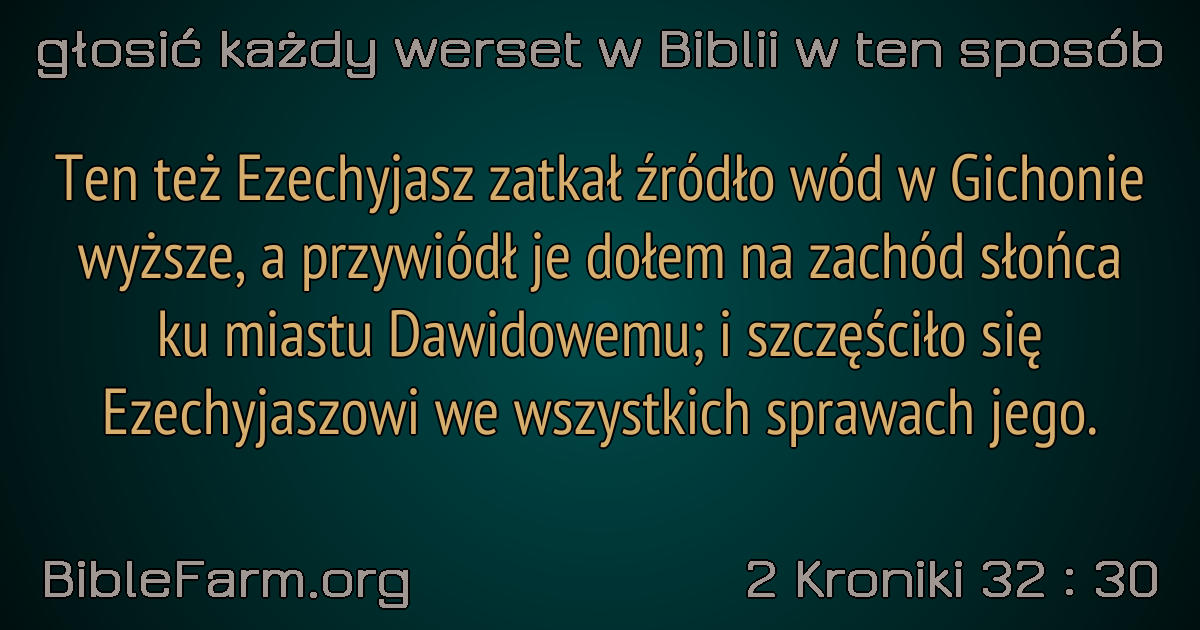 głosić każdy werset w Biblii w ten sposób
Ten też Ezechyjasz zatkał źródło wód w Gichonie
wyższe, a przywiódł je dołem na zachód słońca
ku miastu Dawidowemu; i szczęściło się
Ezechyjaszowi we wszystkich sprawach jego.
BibleFarm.org
2 Kroniki 32 : 30